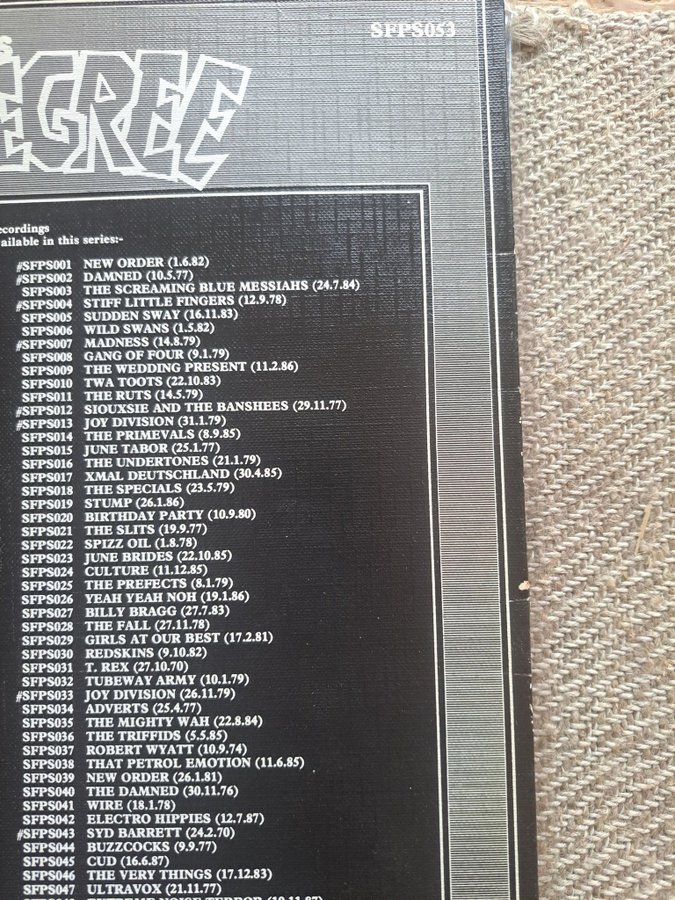 S
SFPS053
EGREE
ecordings
ailable in this series:-
#SFPS001 NEW ORDER (1.6.82)
#SFPS002 DAMNED (10.5.77)
SFPS003 THE SCREAMING BLUE MESSIAHS (24.7.84)
#SFPS004 STIFF LITTLE FINGERS (12.9.78)
SFPS005 SUDDEN SWAY (16.11.83)
SFPS006 WILD SWANS (1.5.82)
#SFPS007 MADNESS (14.8.79)
SFPS008 GANG OF FOUR (9.1.79)
SFPS009 THE WEDDING PRESENT (11.2.86)
SFPS010 TWA TOOTS (22.10.83)
SFPS011 THE RUTS (14.5.79)
#SFPS012 SIOUXSIE AND THE BANSHEES (29.11.77)
#SFPS013 JOY DIVISION (31.1.79)
SFPS014 THE PRIMEVALS (8.9.85)
SFPS015 JUNE TABOR (25.1.77)
SFPS016 THE UNDERTONES (21.1.79)
SFPS017 XMAL DEUTSCHLAND (30.4.85)
SFPS018 THE SPECIALS (23.5.79)
SFPS019 STUMP (26.1.86)
SFPS020 BIRTHDAY PARTY (10.9.80)
SFPS021 THE SLITS (19.9.77)
SFPS022 SPIZZ OIL (1.8.78)
SFPS023 JUNE BRIDES (22.10.85)
SFPS024 CULTURE (11.12.85)
SFPS025 THE PREFECTS (8.1.79)
SFPS026 YEAH YEAH NOH (19.1.86)
SFPS027 BILLY BRAGG (27.7.83)
SFPS028 THE FALL (27.11.78)
SFPS029 GIRLS AT OUR BEST (17.2.81)
SFPS030 REDSKINS (9.10.82)
SFPS031 T. REX (27.10.70)
SFPS032 TUBEWAY ARMY (10.1.79)
#SFPS033 JOY DIVISION (26.11.79)
SFPS034 ADVERTS (25.4.77)
SFPS035 THE MIGHTY WAH (22.8.84)
SFPS036 THE TRIFFIDS (5.5.85)
SFPS037 ROBERT WYATT (10.9.74)
SFPS038 THAT PETROL EMOTION (11.6.85)
SFPS039 NEW ORDER (26.1.81)
SFPS040 THE DAMNED (30.11.76)
SFPS041 WIRE (18.1.78)
SFPS042 ELECTRO HIPPIES (12.7.87)
#SFPS043 SYD BARRETT (24.2.70)
SFPS044 BUZZCOCKS (9.9.77)
SFPS045 CUD (16.6.87)
SFPS046 THE VERY THINGS (17.12.83)
SFPS047 ULTRAVOX (21.11.77)
EXTREME NOISE TERROR